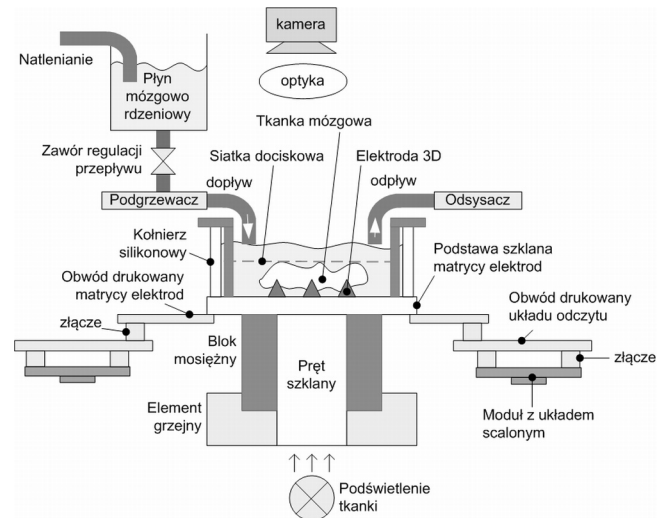 kamera
Natlenianie
optyka
Płyn
mózgowo
rdzeniowy
Tkanka mózgowa
Zawór regulacji
przepływu
Siatka dociskowa
Elektroda 3D
dopływ
odpływ
Podgrzewacz
Odsysacz
Kołnierz
silikonowy
Podstawa szklana
matrycy elektrod
Obwód drukowany
matrycy elektrod
Obwód drukowany
układu odczytu
złącze
Blok
mosiężny
Pręt
szklany
złącze
Element
grzejny
Moduł z układem
scalonym
Podświetlenie
tkanki